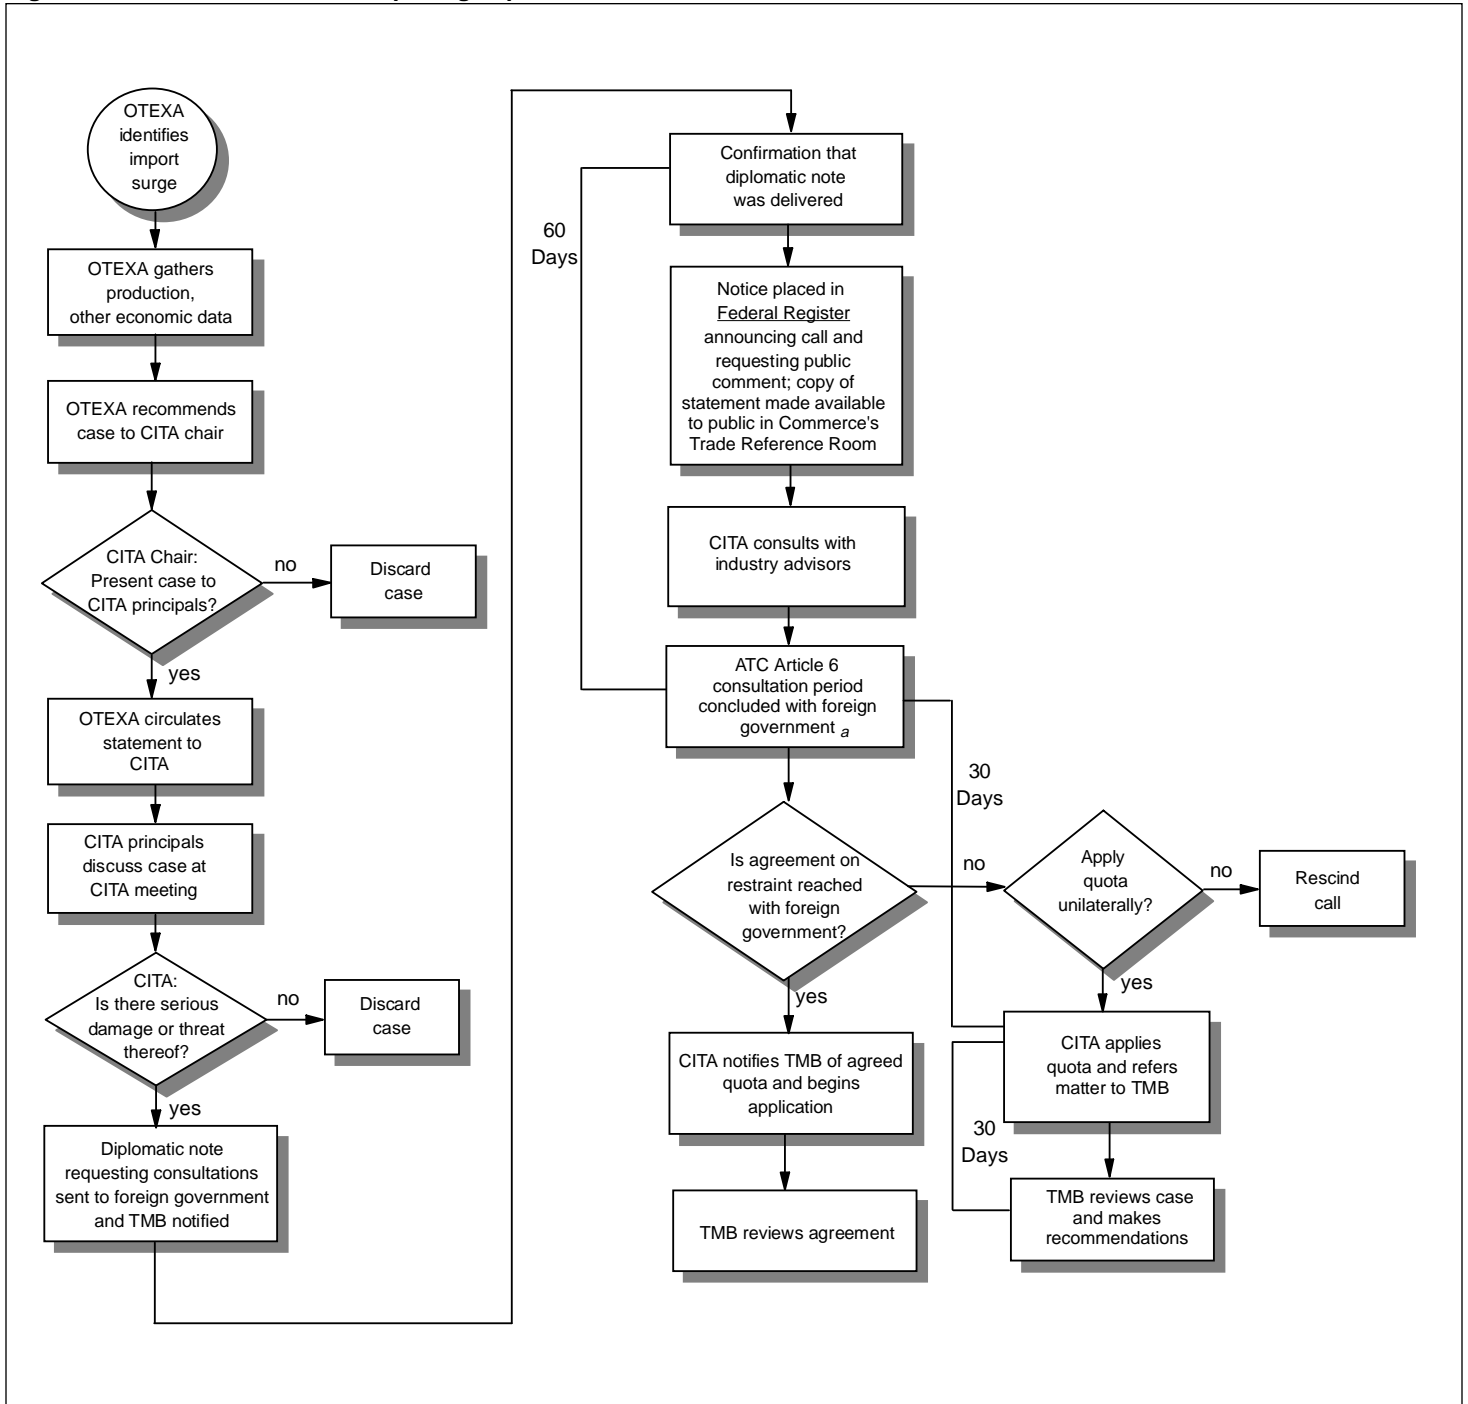 OTEXA
identifies
import
surge
OTEXA gathers
production,
other economic data
OTEXA recommends
case to CITA chair
CITA Chair:
Present case to
CITA principals?
no
Discard
case
yes
OTEXA circulates
statement to
CITA
CITA principals
discuss case at
CITA meeting
CITA:
Is there serious
damage or threat
thereof?
no
Discard
case
yes
Diplomatic note
requesting consultations
sent to foreign government
and TMB notified
Confirmation that
diplomatic note
was delivered
60
Days
Notice placed in
Federal Register
announcing call and
requesting public
comment; copy of
statement made available
to public in Commerce's
Trade Reference Room
CITA consults with
industry advisors
ATC Article 6
consultation period
concluded with foreign
government a
30
Days
Is agreement on
restraint reached
with foreign
government?
no
Apply
quota
unilaterally?
no
Rescind
call
yes
yes
CITA notifies TMB of agreed
quota and begins
application
CITA applies
quota and refers
matter to TMB
30
Days
TMB reviews agreement
TMB reviews case
and makes
recommendations